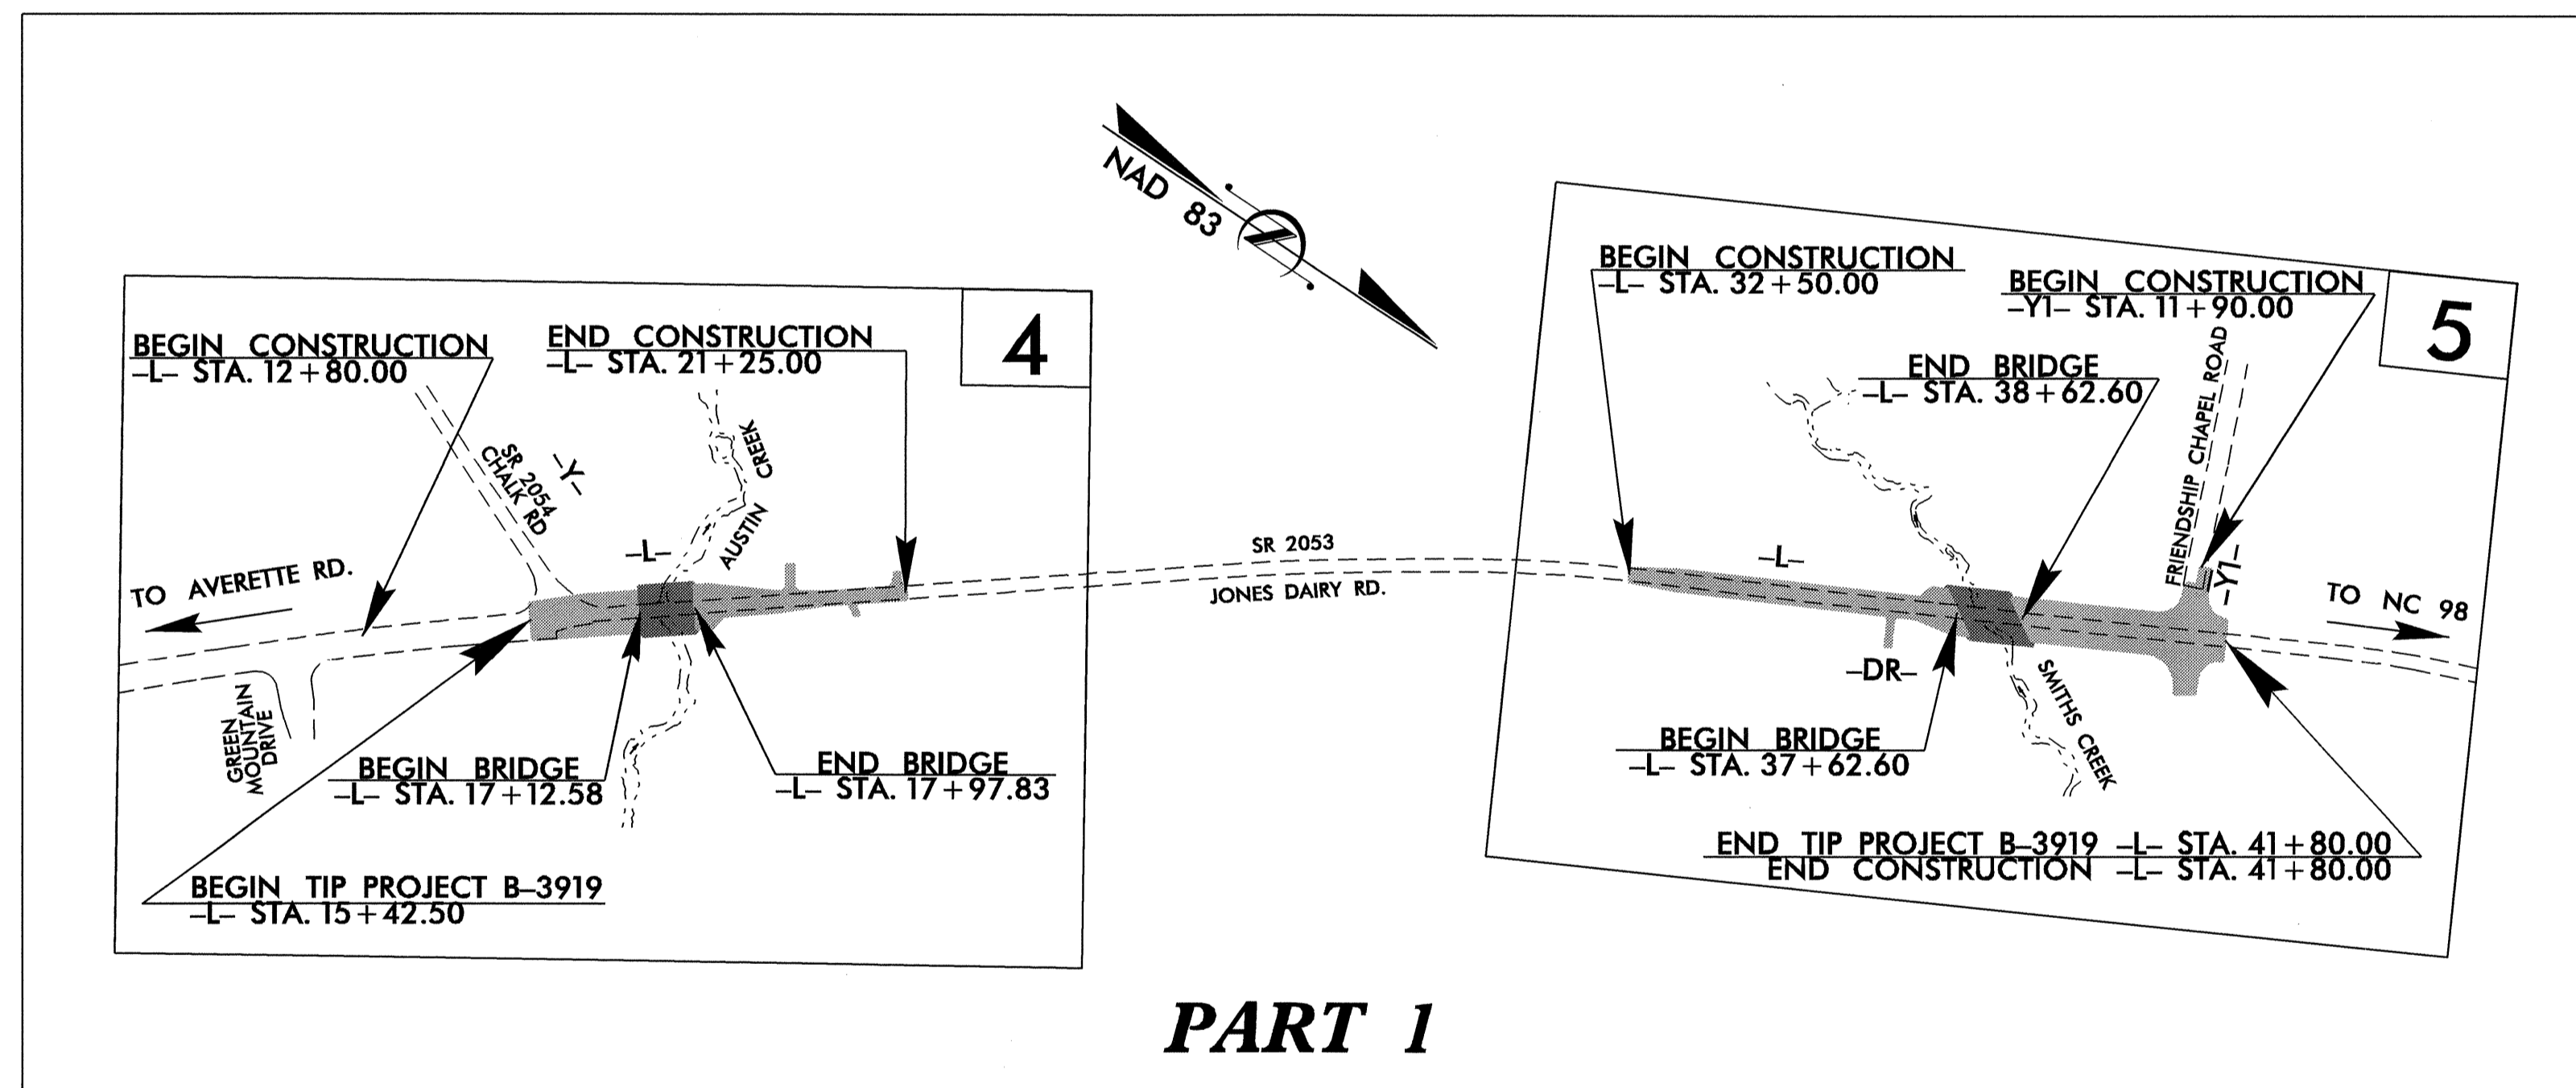 NAD 83
4
BEGIN CONSTRUCTION
-L- STA. 12+80.00
END CONSTRUCTION
-L- STA. 21+25.00
SR 2054
CHALK RD
-Y-
CREEK
AUSTIN
-L-
TO AVERETTE RD.
GREEN
MOUNTAIN
DRIVE
BEGIN BRIDGE
-L- STA. 17+12.58
END BRIDGE
-L- STA. 17+97.83
BEGIN TIP PROJECT B-3919
-L- STA. 15+42.50
SR 2053
JONES DAIRY RD.
5
BEGIN CONSTRUCTION
-L- STA. 32+50.00
BEGIN CONSTRUCTION
-Y1- STA. 11+90.00
END BRIDGE
-L- STA. 38+62.60
FRIENDSHIP CHAPEL ROAD
-Y1-
-L-
TO NC 98
-DR-
SMITHS CREEK
BEGIN BRIDGE
-L- STA. 37+62.60
END TIP PROJECT B-3919 -L- STA. 41+80.00
END CONSTRUCTION -L- STA. 41+80.00
PART 1